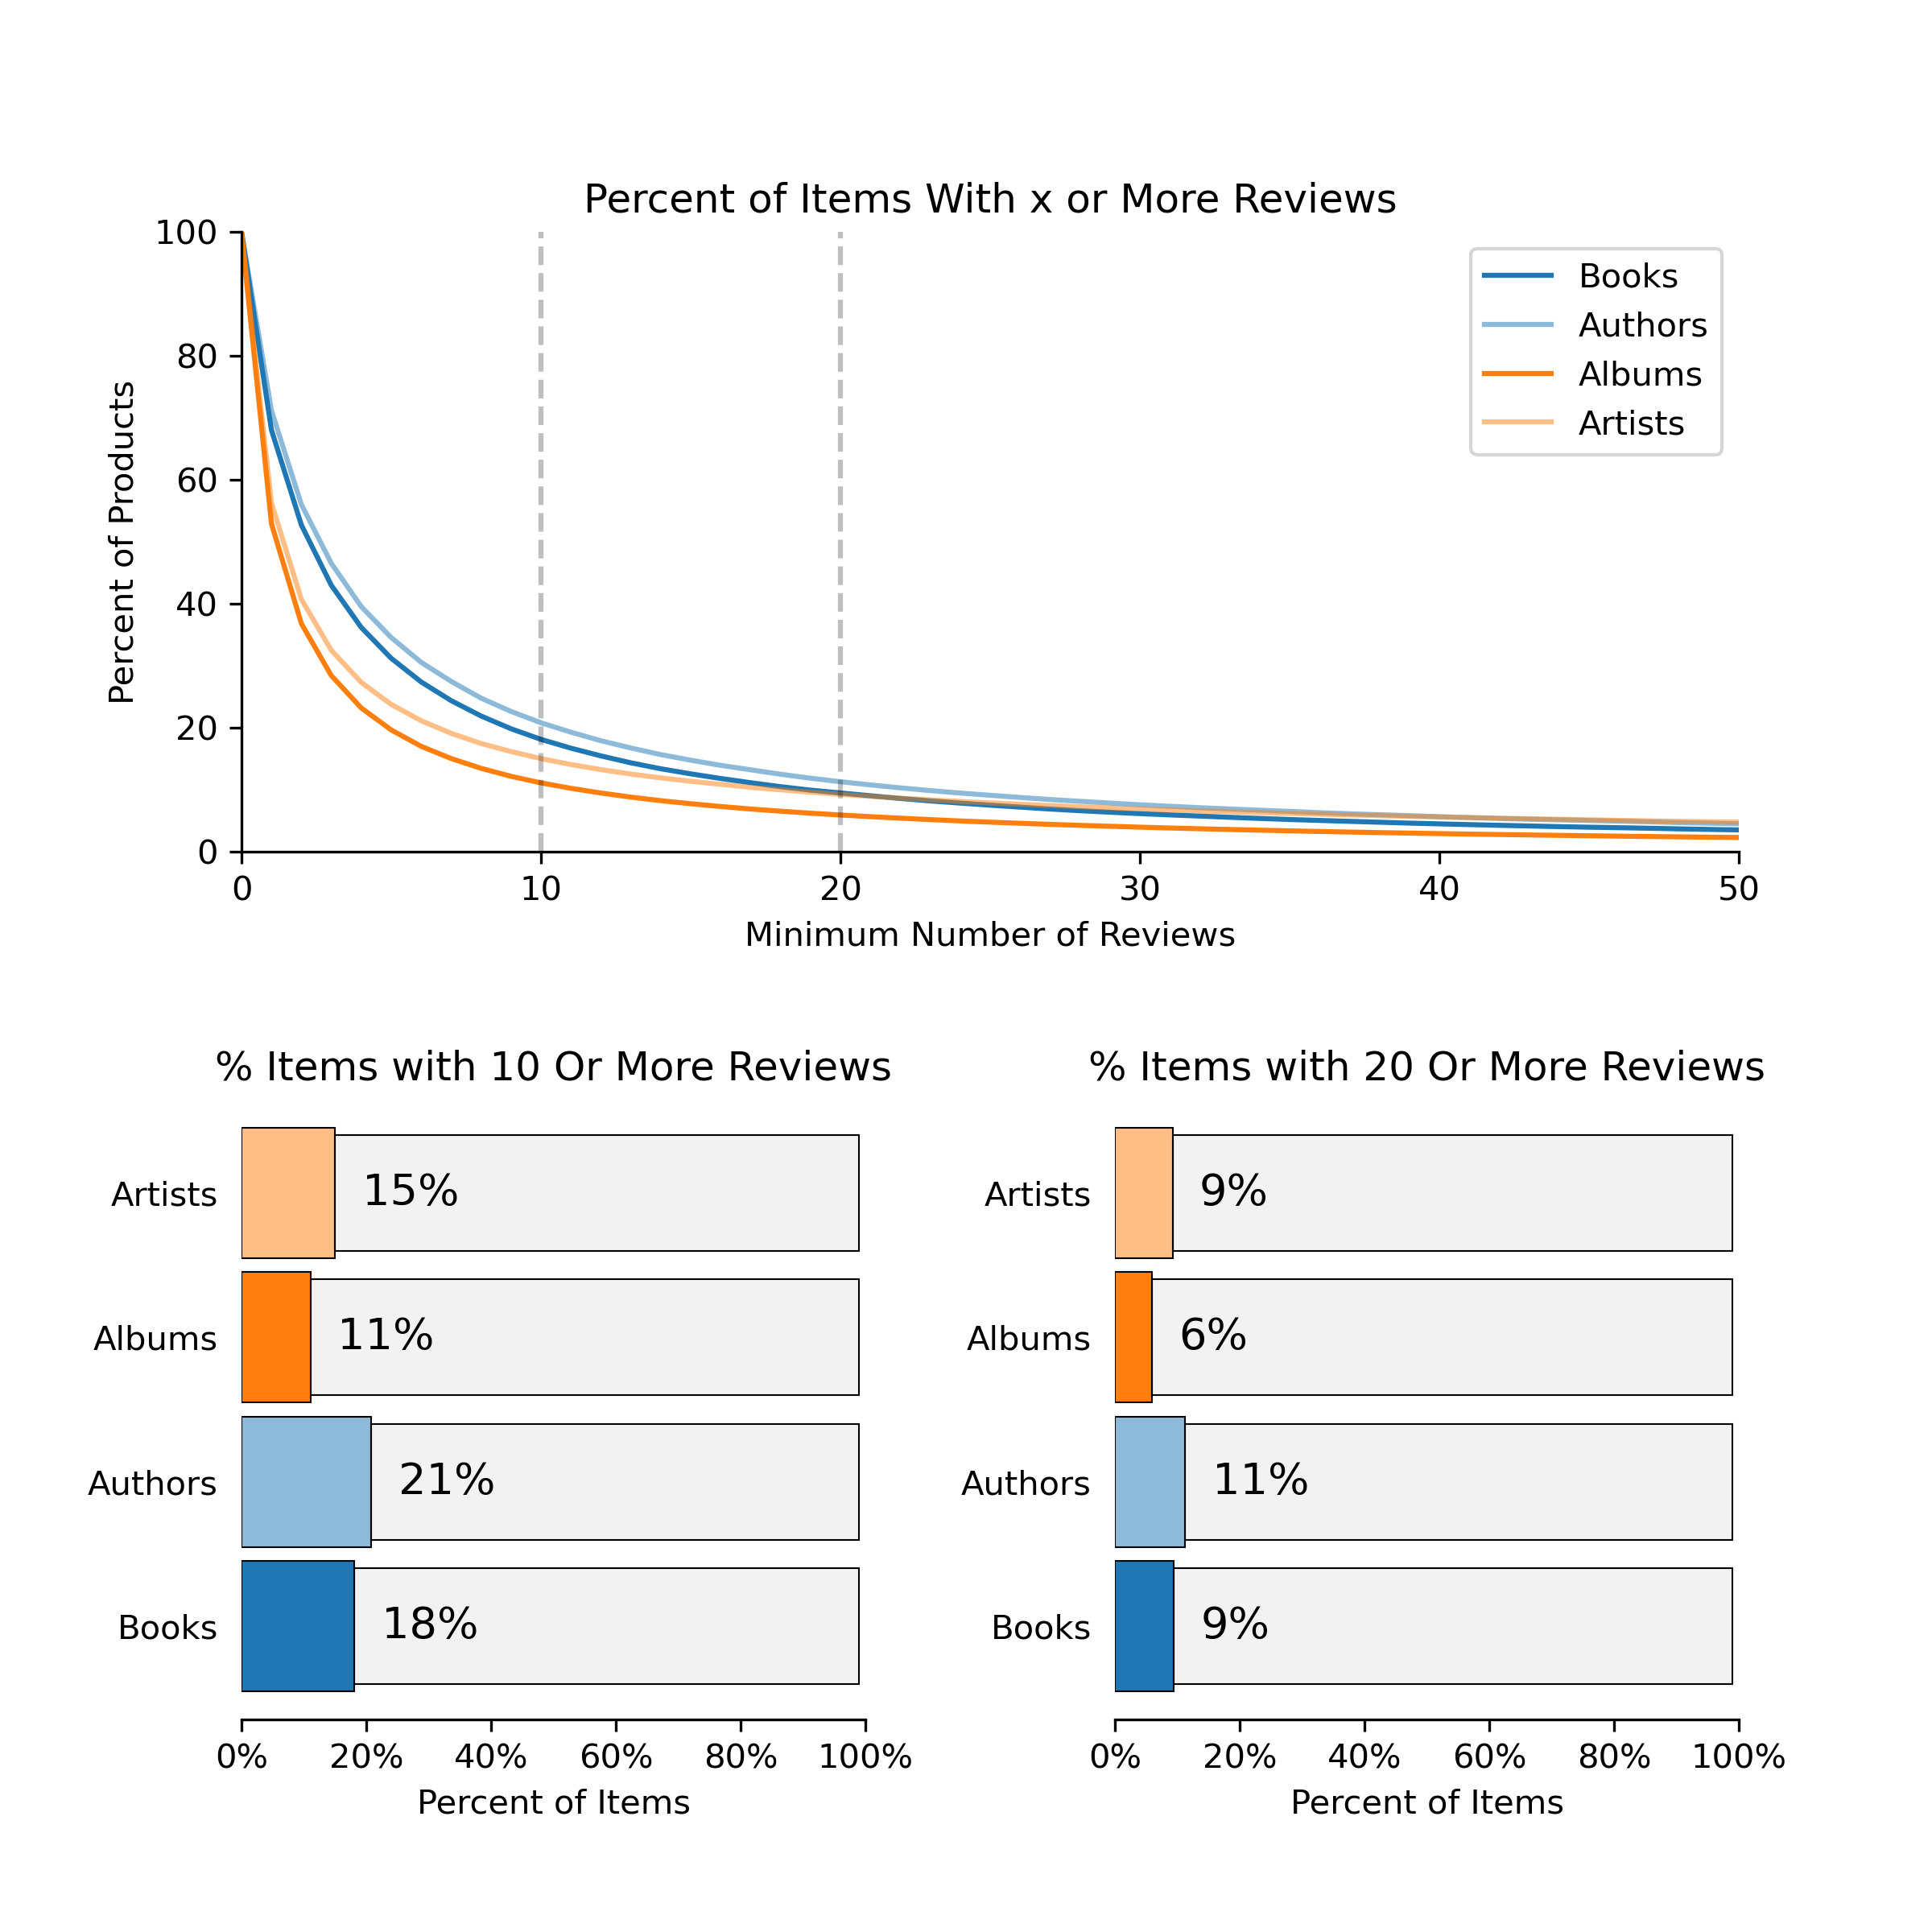 Percent of Items With x or More Reviews
100
80
60
40
20
0
Percent of Products
Books
Authors
Albums
Artists
0 10 20 30 40 50
Minimum Number of Reviews
% Items with 10 Or More Reviews
Artists 15%
Albums 11%
Authors 21%
Books 18%
0% 20% 40% 60% 80% 100%
Percent of Items
% Items with 20 Or More Reviews
Artists 9%
Albums 6%
Authors 11%
Books 9%
0% 20% 40% 60% 80% 100%
Percent of Items